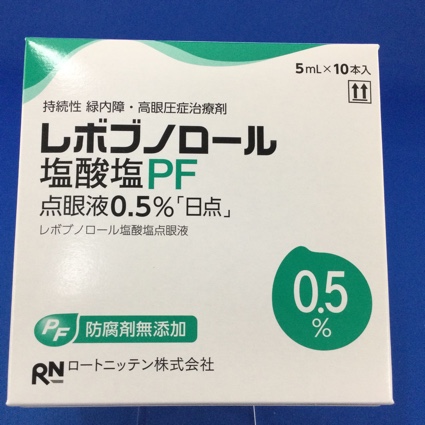 5mL×10本入
持続性 緑内障・高眼圧症治療剤
レボブノロール
塩酸塩PF
点眼液0.5%「日点」
レボブノロール塩酸塩点眼液
0.5
%
PF 防腐剤無添加
RN ロートニッテン株式会社